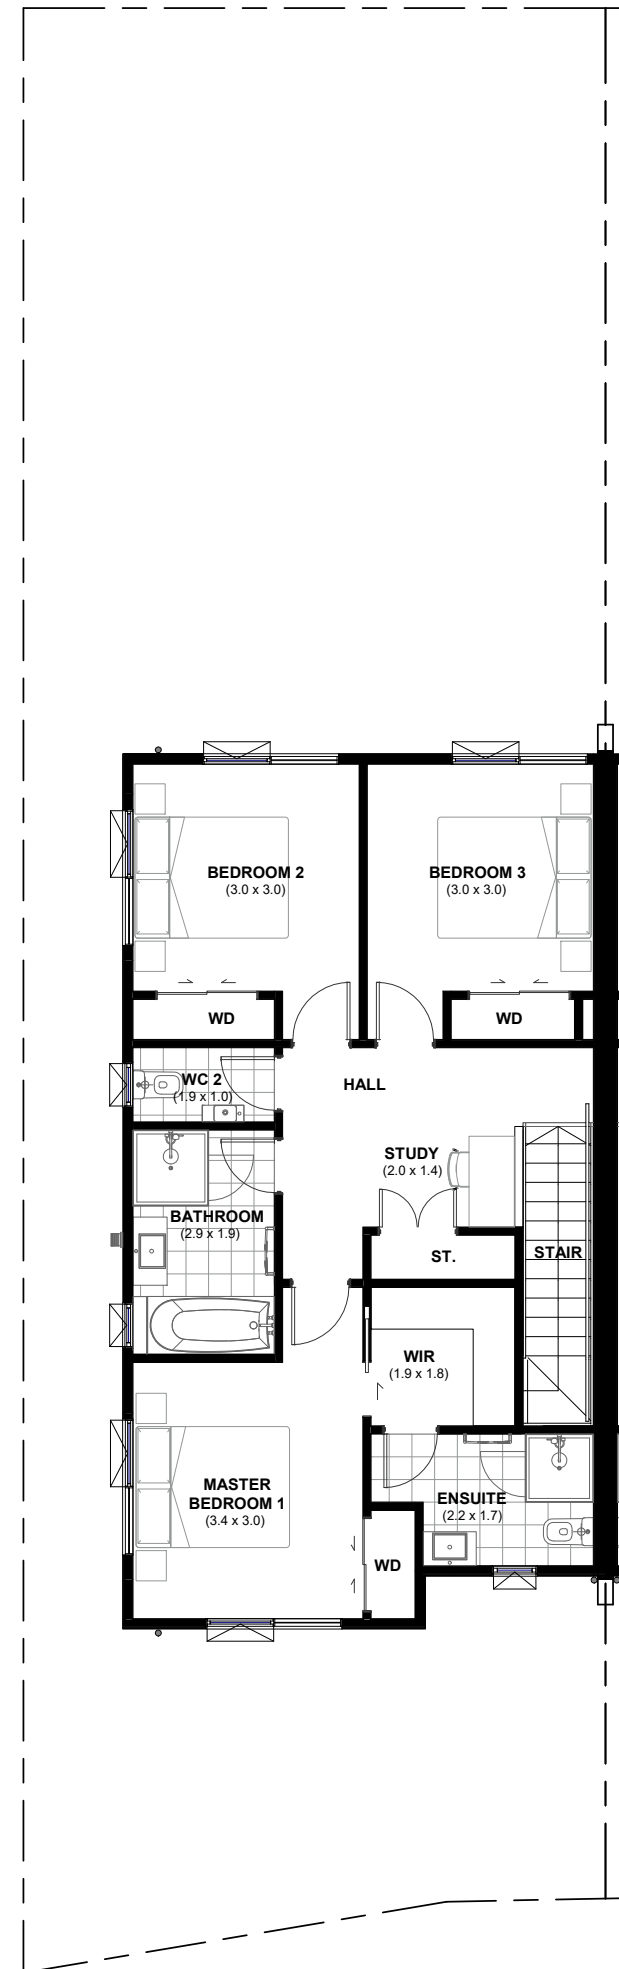 BEDROOM 2
(3.0 x 3.0)
BEDROOM 3
(3.0 x 3.0)
WD
WD
WC 2
(1.9 x 1.0)
HALL
STUDY
(2.0 x 1.4)
BATHROOM
(2.9 x 1.9)
ST.
STAIR
WIR
(1.9 x 1.8)
MASTER
BEDROOM 1
(3.4 x 3.0)
ENSUITE
(2.2 x 1.7)
WD